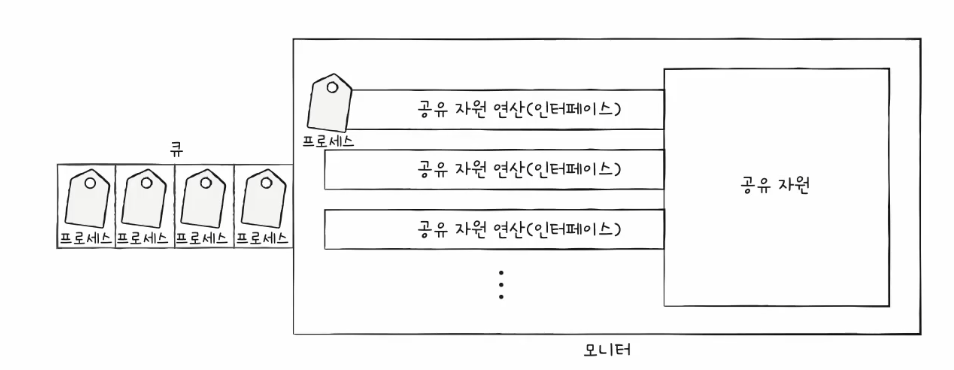 큐
프로세스 프로세스 프로세스 프로세스
프로세스
공유 자원 연산(인터페이스)
공유 자원 연산(인터페이스)
공유 자원 연산(인터페이스)
공유 자원
모니터